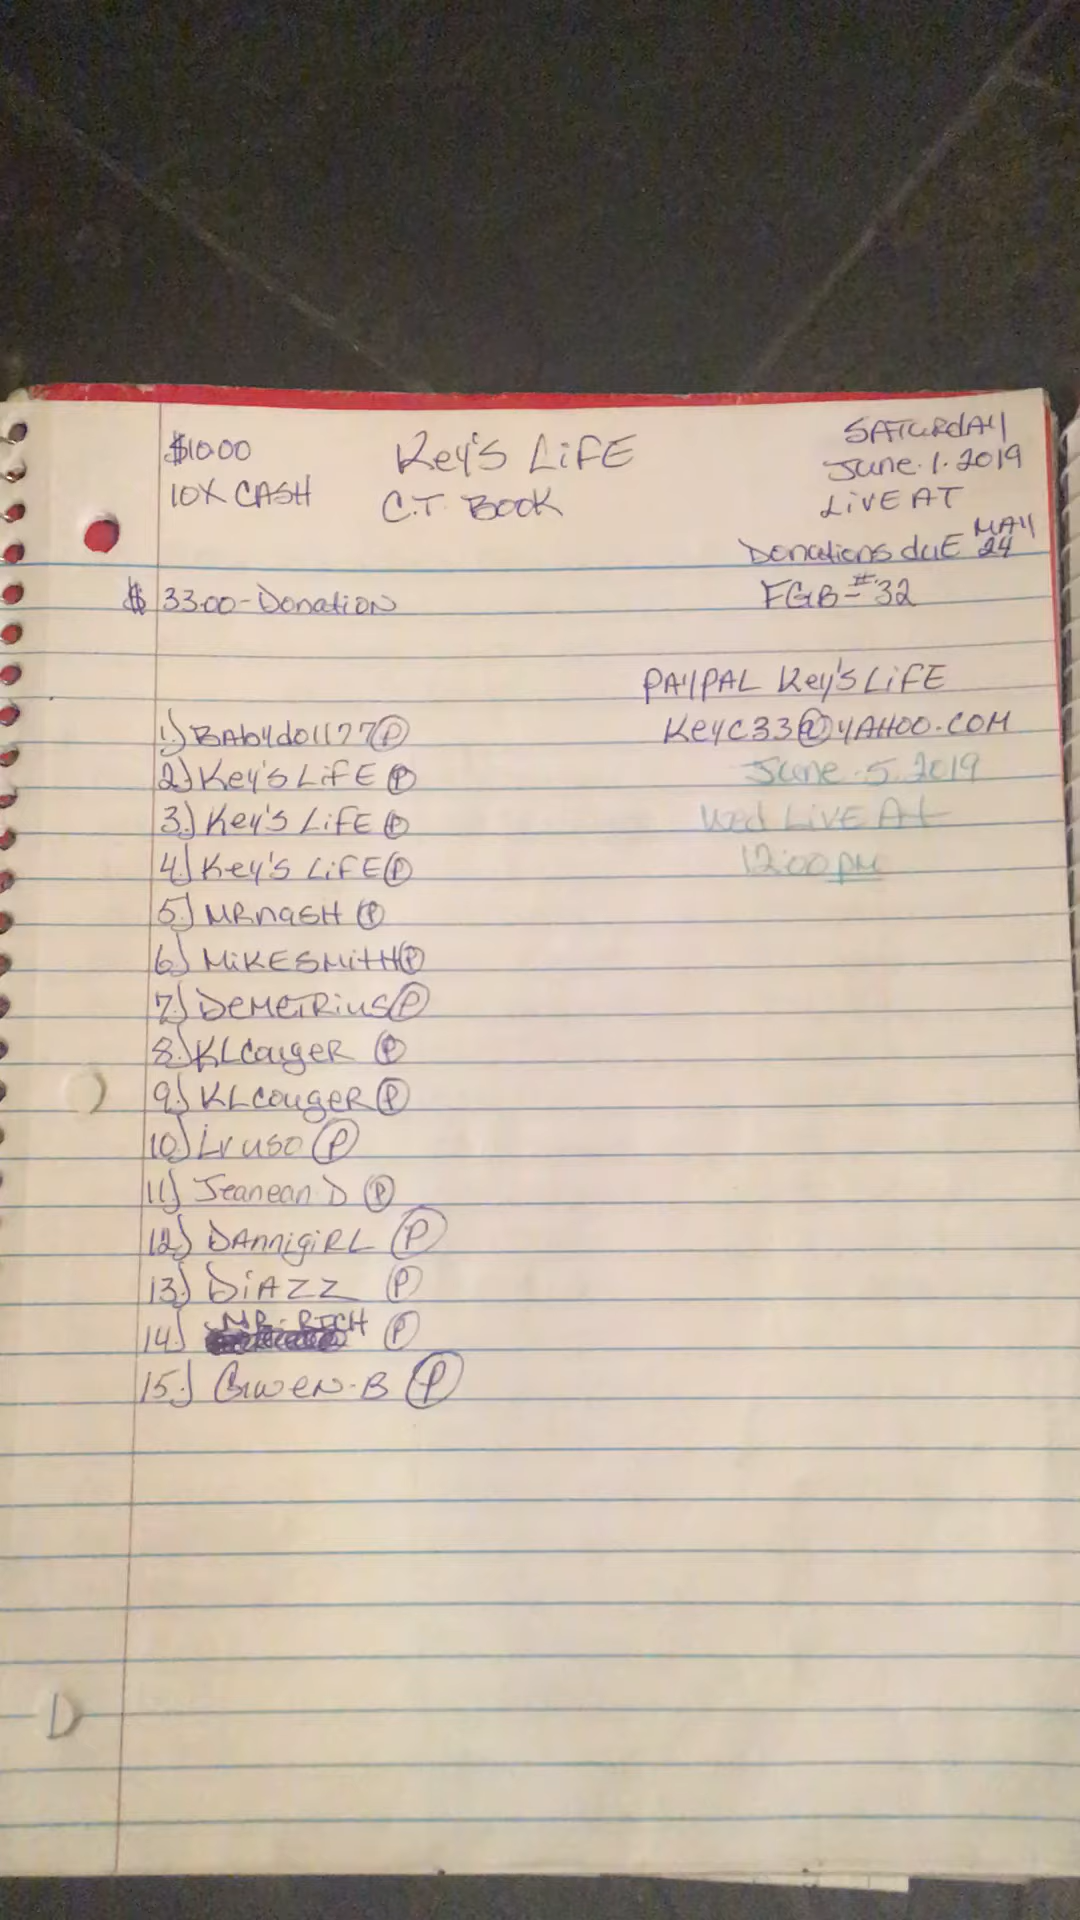 $10.00
10X CASH
Key's LiFE
C.T. BOOK
SATURDAY
June.1.2019
LiVE AT
Donations duE MAY 24
FGB-#32
$ 33.00-Donation
PAYPAL Key's LiFE
KeyC33@YAHOO.COM
June.5.2019
Wed LiVE At
12:00pm
1.) BAbydoll77 P
2.) Key's LiFE P
3.) Key's LiFE P
4.) Key's LiFE P
5.) MRnaSH P
6.) MiKESMitH P
7.) DeMETRiuS P
8.) KLCougeR P
9.) KLCougeR P
10.) Lruso P
11.) Jeanean D P
12.) DAnnigiRL P
13.) DiAZZ P
14.) MR. RICH P
15.) Gwen.B P